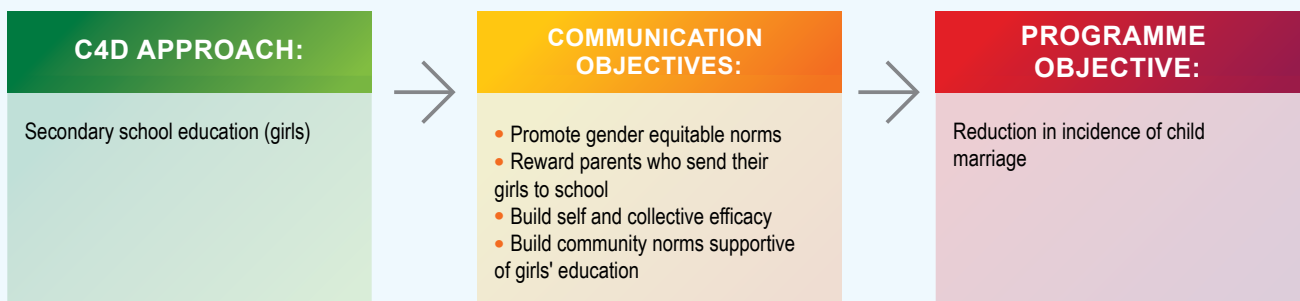 C4D APPROACH:
Secondary school education (girls)
COMMUNICATION
OBJECTIVES:
• Promote gender equitable norms
• Reward parents who send their
girls to school
• Build self and collective efficacy
• Build community norms supportive
of girls' education
PROGRAMME
OBJECTIVE:
Reduction in incidence of child
marriage